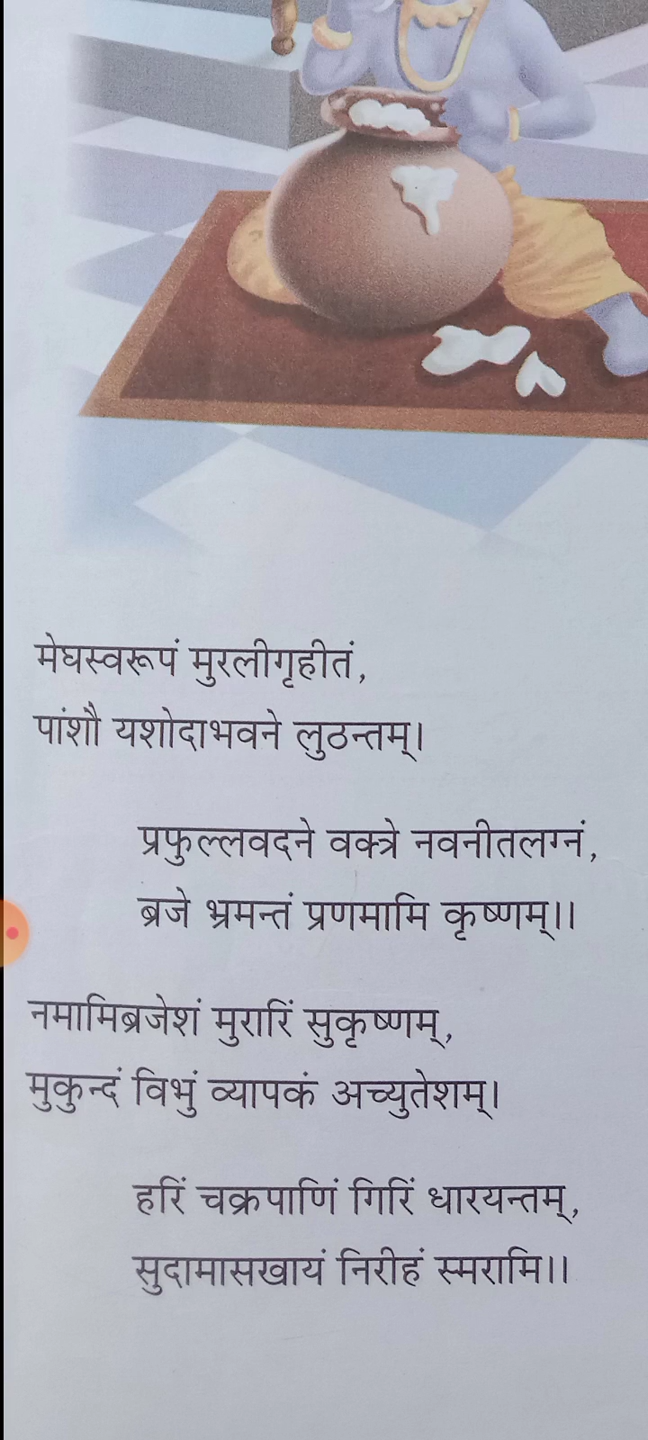 मेघस्वरूपं मुरलीगृहीतं,
पांशौ यशोदाभवने लुठन्तम्।
प्रफुल्लवदने वक्त्रे नवनीतलग्नं,
ब्रजे भ्रमन्तं प्रणमामि कृष्णम्।।
नमामिब्रजेशं मुरारिं सुकृष्णम्,
मुकुन्दं विभुं व्यापकं अच्युतेशम्।
हरिं चक्रपाणिं गिरिं धारयन्तम्,
सुदामासखायं निरीहं स्मरामि।।